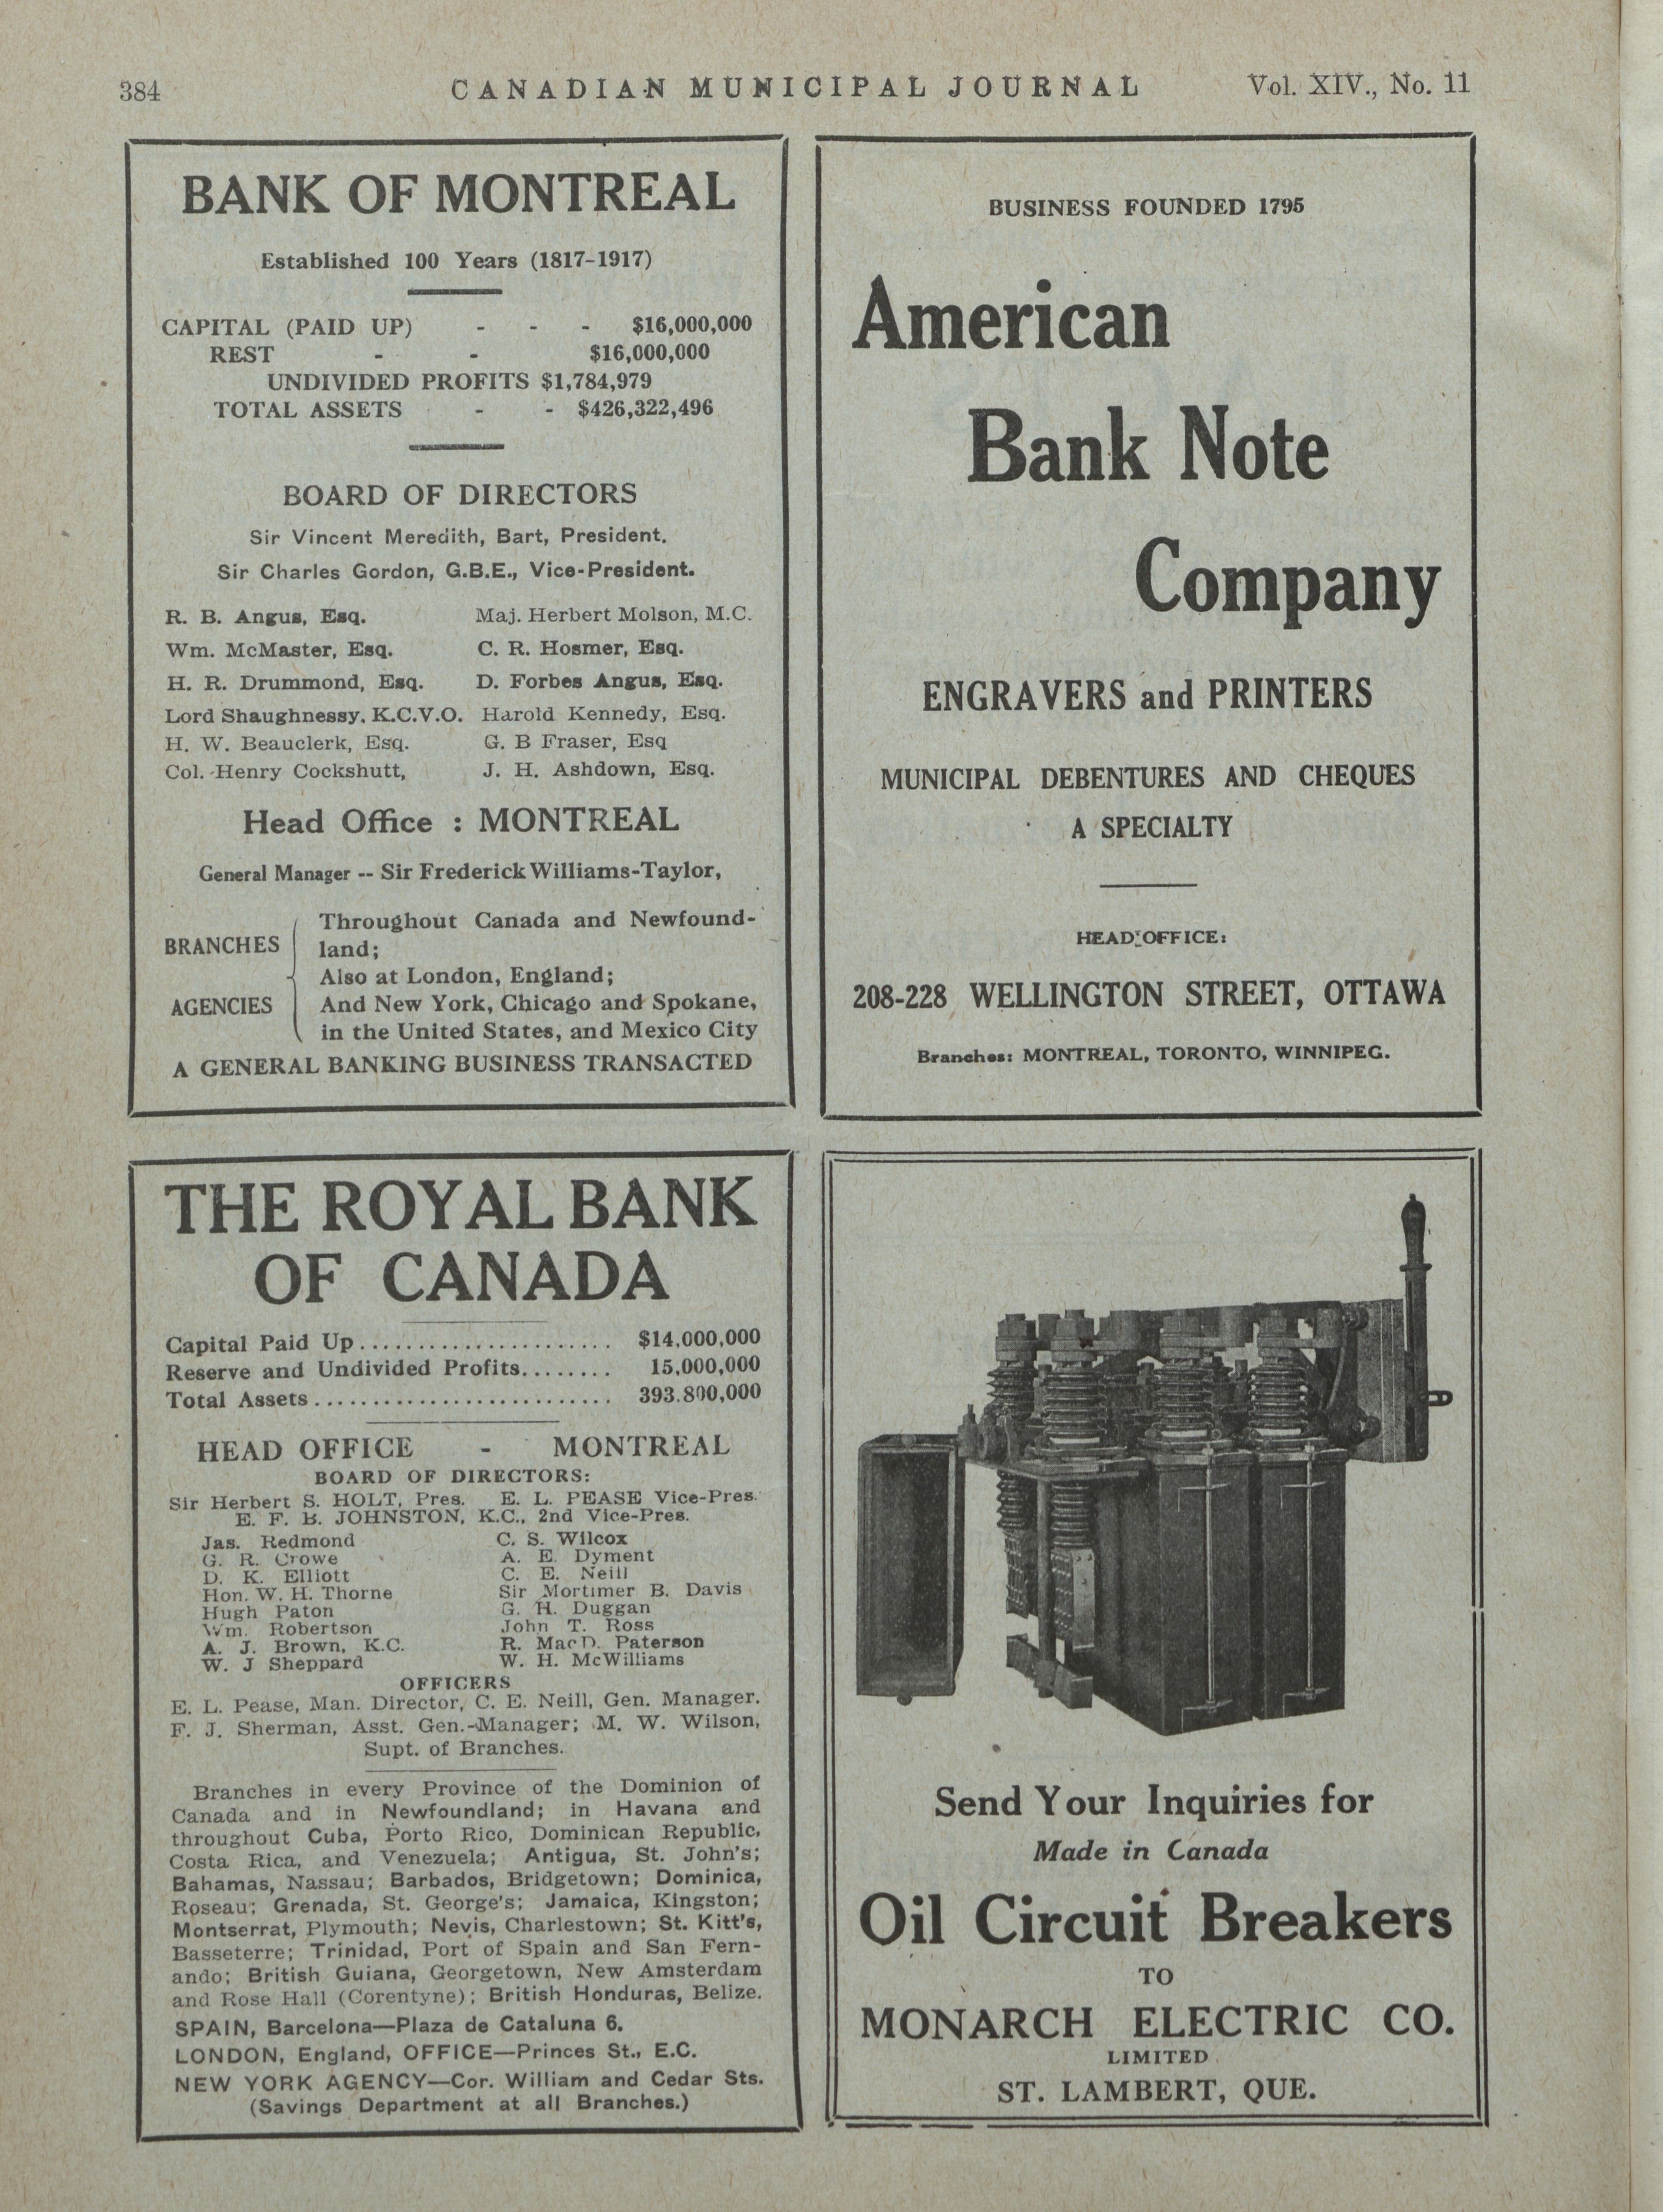 384
CANADIAN MUNICIPAL JOURNAL
Vol. XIV., No. 11
BANK OF MONTREAL
Established 100 Years (1817-1917)
CAPITAL (PAID UP) - - - $16,000,000
REST - - $16,000,000
UNDIVIDED PROFITS $1,784,979
TOTAL ASSETS - - $426,322,496
BOARD OF DIRECTORS
Sir Vincent Meredith, Bart, President.
Sir Charles Gordon, G.B.E., Vice-President.
R. B. Angus, Esq. Maj. Herbert Molson, M.C.
Wm. McMaster, Esq. C. R. Hosmer, Esq.
H. R. Drummond, Esq. D. Forbes Angus, Esq.
Lord Shaughnessy, K.C.V.O. Harold Kennedy, Esq.
H. W. Beauclerk, Esq. G. B Fraser, Esq
Col. Henry Cockshutt, J. H. Ashdown, Esq.
Head Office : MONTREAL
General Manager -- Sir Frederick Williams-Taylor,
BRANCHES
AGENCIES
Throughout Canada and Newfound-
land;
Also at London, England;
And New York, Chicago and Spokane,
in the United States, and Mexico City
A GENERAL BANKING BUSINESS TRANSACTED
BUSINESS FOUNDED 1795
American
Bank Note
Company
ENGRAVERS and PRINTERS
MUNICIPAL DEBENTURES AND CHEQUES
A SPECIALTY
HEAD OFFICE:
208-228 WELLINGTON STREET, OTTAWA
Branches: MONTREAL, TORONTO, WINNIPEG.
THE ROYAL BANK
OF CANADA
Capital Paid Up...................... $14,000,000
Reserve and Undivided Profits........ 15,000,000
Total Assets.......................... 393.800,000
HEAD OFFICE - MONTREAL
BOARD OF DIRECTORS:
Sir Herbert S. HOLT, Pres. E. L. PEASE Vice-Pres.
E. F. B. JOHNSTON, K.C., 2nd Vice-Pres.
Jas. Redmond C. S. Wilcox
G. R. Crowe A. E. Dyment
D. K. Elliott C. E. Neill
Hon. W. H. Thorne Sir Mortimer B. Davis
Hugh Paton G. H. Duggan
Wm. Robertson John T. Ross
A. J. Brown, K.C. R. MacD. Paterson
W. J Sheppard W. H. McWilliams
OFFICERS
E. L. Pease, Man. Director, C. E. Neill, Gen. Manager.
F. J. Sherman, Asst. Gen.-Manager; M. W. Wilson,
Supt. of Branches.
Branches in every Province of the Dominion of
Canada and in Newfoundland; in Havana and
throughout Cuba, Porto Rico, Dominican Republic,
Costa Rica, and Venezuela; Antigua, St. John's;
Bahamas, Nassau; Barbados, Bridgetown; Dominica,
Roseau; Grenada, St. George's; Jamaica, Kingston;
Montserrat, Plymouth; Nevis, Charlestown; St. Kitt's,
Basseterre; Trinidad, Port of Spain and San Fern-
ando; British Guiana, Georgetown, New Amsterdam
and Rose Hall (Corentyne); British Honduras, Belize.
SPAIN, Barcelona—Plaza de Cataluna 6.
LONDON, England, OFFICE—Princes St., E.C.
NEW YORK AGENCY—Cor. William and Cedar Sts.
(Savings Department at all Branches.)
Send Your Inquiries for
Made in Canada
Oil Circuit Breakers
TO
MONARCH ELECTRIC CO.
LIMITED
ST. LAMBERT, QUE.